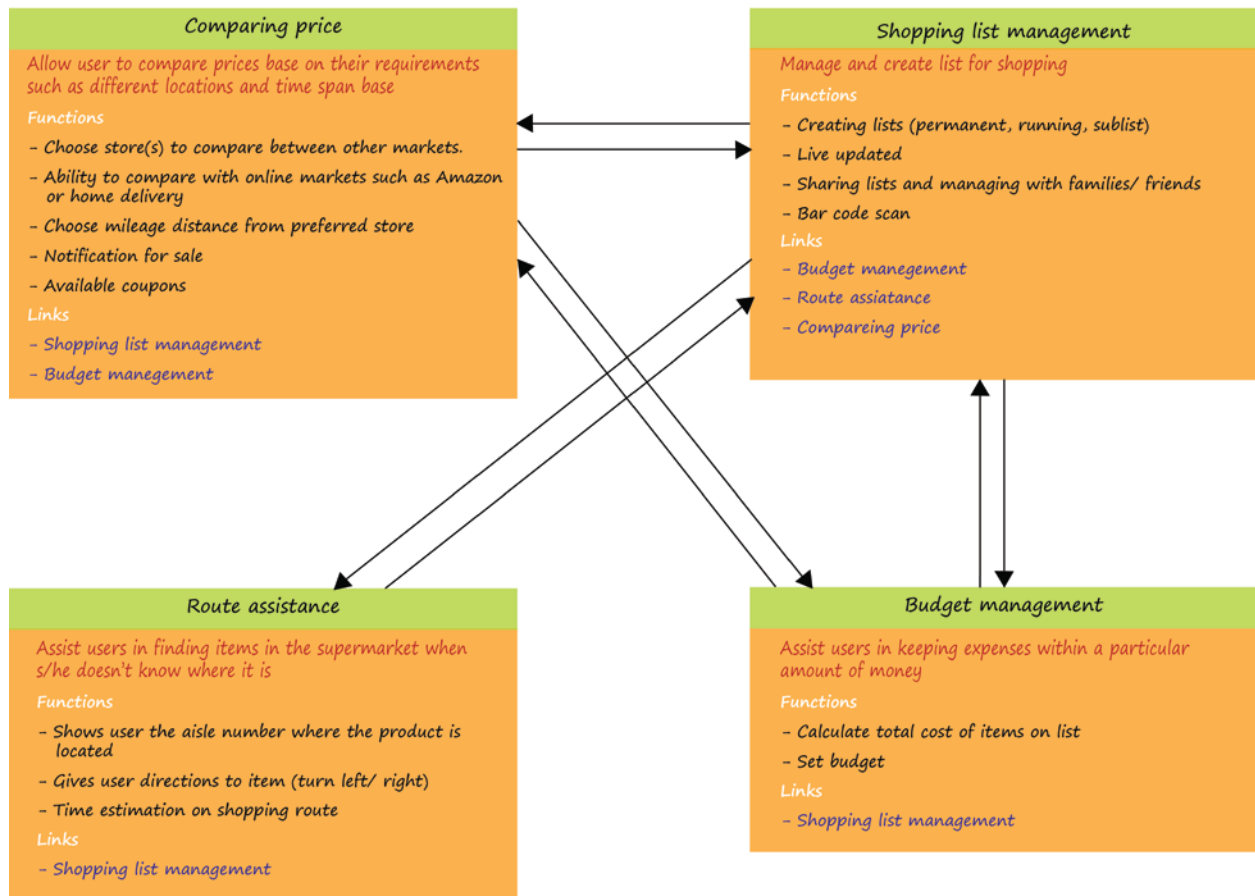 Comparing price
Allow user to compare prices base on their requirements
such as different locations and time span base
Functions
- Choose store(s) to compare between other markets.
- Ability to compare with online markets such as Amazon
or home delivery
- Choose mileage distance from preferred store
- Notification for sale
- Available coupons
Links
- Shopping list management
- Budget manegement
Shopping list management
Manage and create list for shopping
Functions
- Creating lists (permanent, running, sublist)
- Live updated
- Sharing lists and managing with families/ friends
- Bar code scan
Links
- Budget manegement
- Route assiatance
- Compareing price
Route assistance
Assist users in finding items in the supermarket when
s/he doesn't know where it is
Functions
- Shows user the aisle number where the product is
located
- Gives user directions to item (turn left/ right)
- Time estimation on shopping route
Links
- Shopping list management
Budget management
Assist users in keeping expenses within a particular
amount of money
Functions
- Calculate total cost of items on list
- Set budget
Links
- Shopping list management